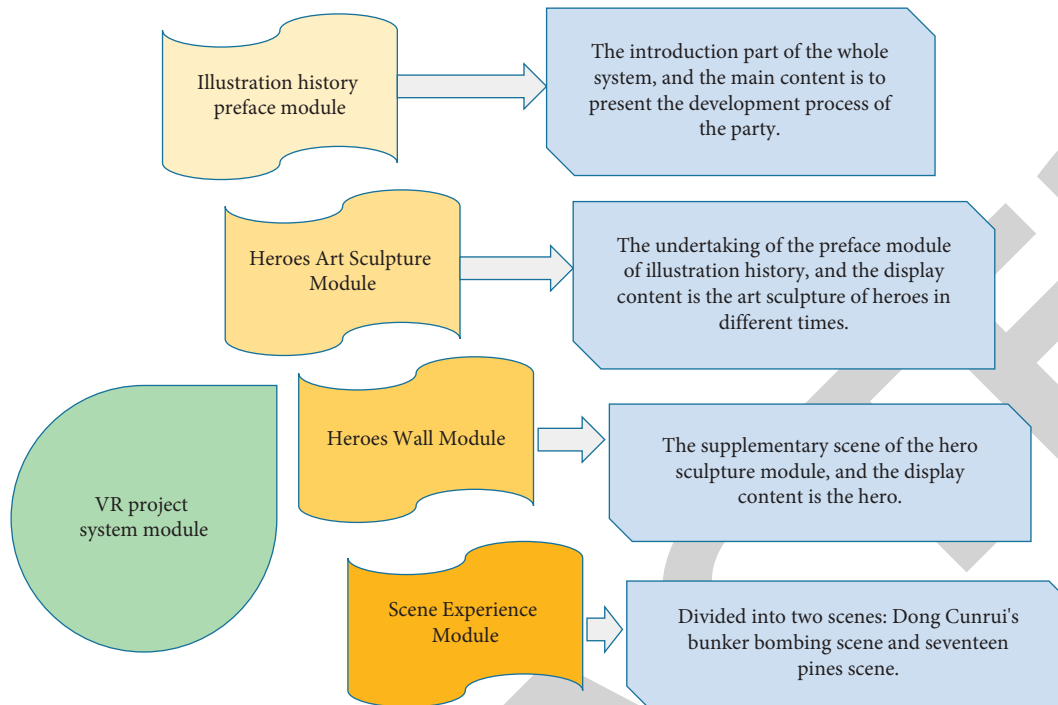 Illustration history
preface module
The introduction part of the whole
system, and the main content is to
present the development process of
the party.
Heroes Art Sculpture
Module
The undertaking of the preface module
of illustration history, and the display
content is the art sculpture of heroes in
different times.
Heroes Wall Module
The supplementary scene of the hero
sculpture module, and the display
content is the hero.
VR project
system module
Scene Experience
Module
Divided into two scenes: Dong Cunrui's
bunker bombing scene and seventeen
pines scene.